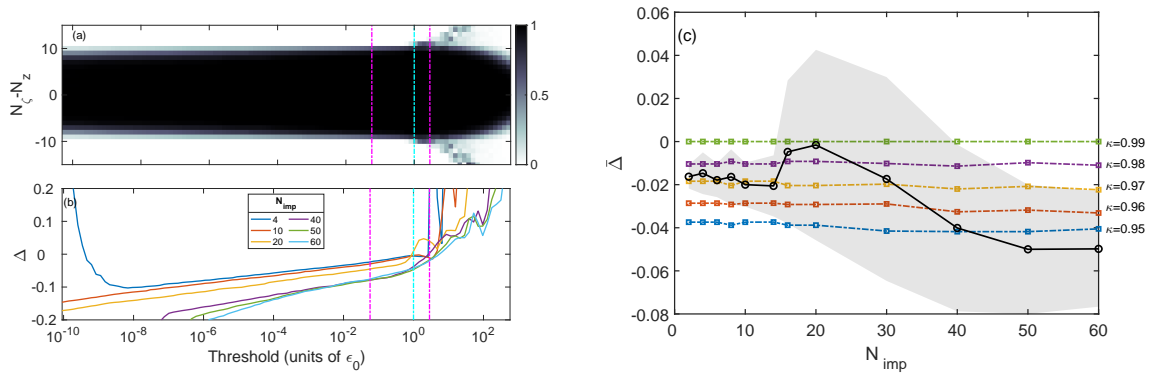 (a)
10
0
-10
N_ζ-N_z
1
0.5
0
(b)
0.2
0.1
0
-0.1
-0.2
Δ
N_imp
4 40
10 50
20 60
10^-10 10^-8 10^-6 10^-4 10^-2 10^0 10^2
Threshold (units of ϵ_0)
(c)
0.06
0.04
0.02
0
-0.02
-0.04
-0.06
-0.08
Δ̄
κ=0.99
κ=0.98
κ=0.97
κ=0.96
κ=0.95
0 10 20 30 40 50 60
N_imp